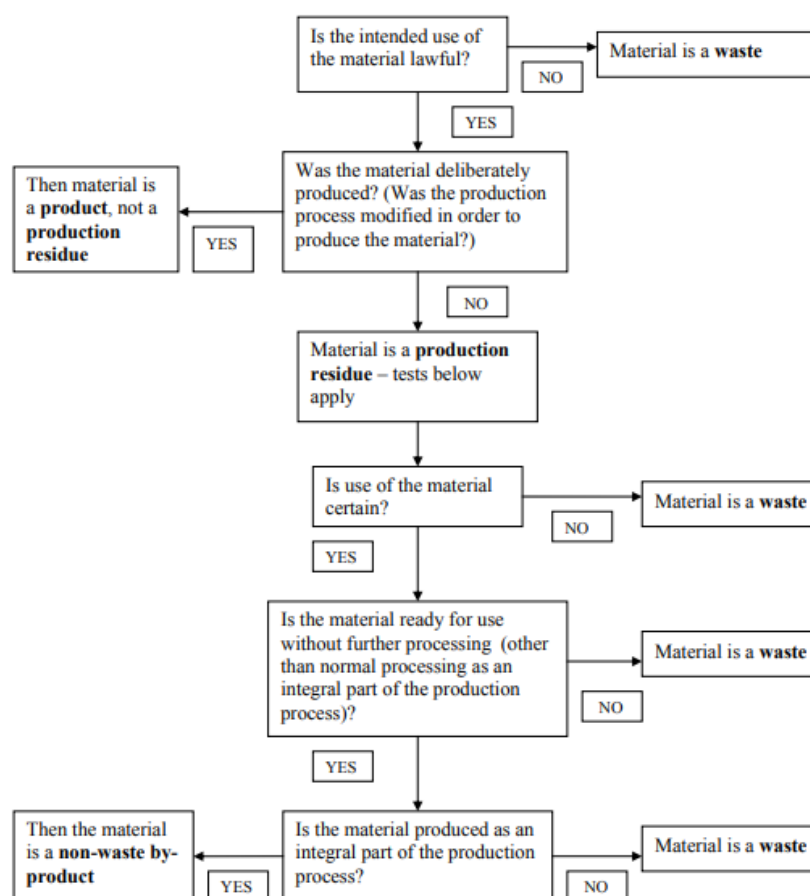 Is the intended use of
the material lawful?
Material is a waste
NO
YES
Was the material deliberately
produced? (Was the production
process modified in order to
produce the material?)
Then material is
a product, not a
production
residue
YES
NO
Material is a production
residue – tests below
apply
Is use of the material
certain?
Material is a waste
NO
YES
Is the material ready for use
without further processing (other
than normal processing as an
integral part of the production
process)?
Material is a waste
NO
YES
Then the material
is a non-waste by-
product
Is the material produced as an
integral part of the production
process?
Material is a waste
YES
NO